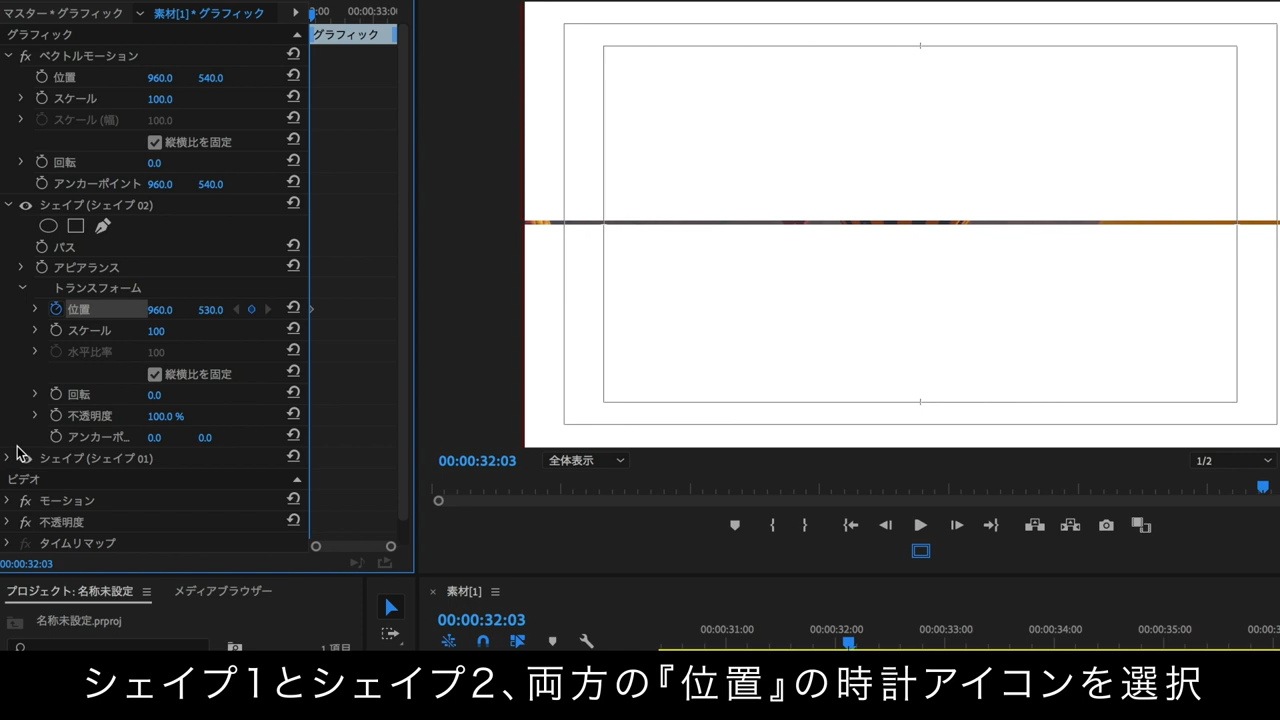 マスター * グラフィック 素材[1] * グラフィック :00 00:00:33:00
グラフィック グラフィック
fx ベクトルモーション
位置 960.0 540.0
スケール 100.0
スケール (幅) 100.0
縦横比を固定
回転 0.0
アンカーポイント 960.0 540.0
シェイプ (シェイプ 02)
パス
アピアランス
トランスフォーム
位置 960.0 530.0
スケール 100
水平比率 100
縦横比を固定
回転 0.0
不透明度 100.0 %
アンカーポ... 0.0 0.0
シェイプ (シェイプ 01)
ビデオ
fx モーション
fx 不透明度
fx タイムリマップ
00:00:32:03
00:00:32:03 全体表示 1/2
プロジェクト: 名称未設定 メディアブラウザー
名称未設定.prproj
1 項目
× 素材[1]
00:00:32:03
00:00:31:00 00:00:32:00 00:00:33:00 00:00:34:00 00:00:35:00
シェイプ1とシェイプ2、両方の『位置』の時計アイコンを選択